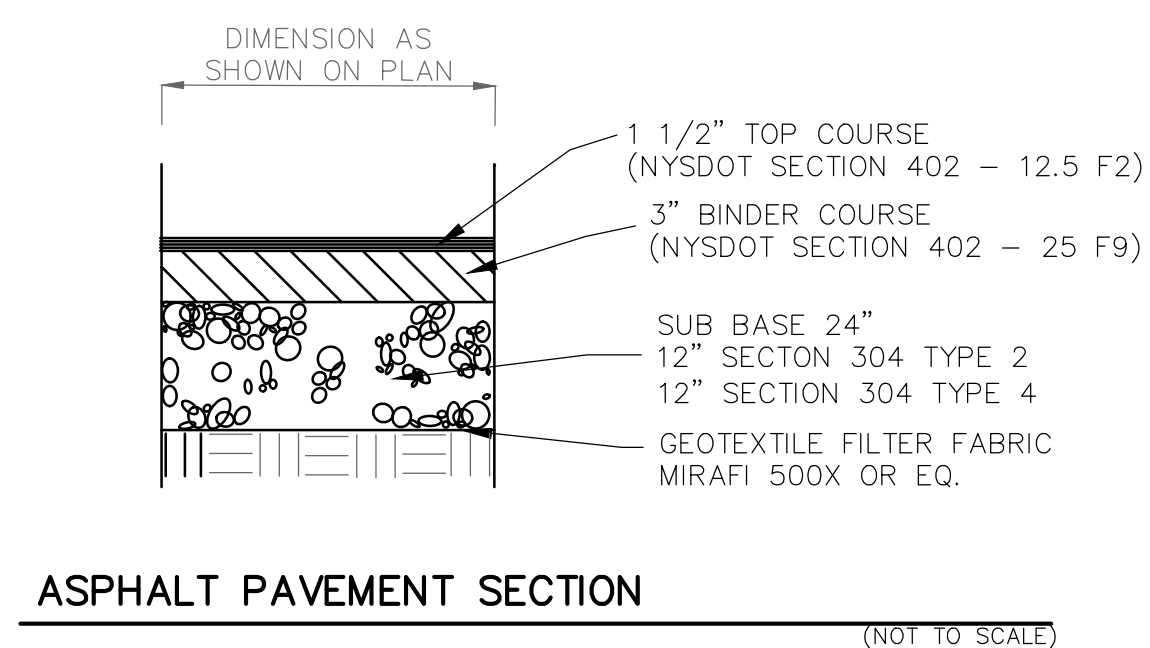 DIMENSION AS
SHOWN ON PLAN
1 1/2” TOP COURSE
(NYSDOT SECTION 402 – 12.5 F2)
3” BINDER COURSE
(NYSDOT SECTION 402 – 25 F9)
SUB BASE 24”
12” SECTON 304 TYPE 2
12” SECTION 304 TYPE 4
GEOTEXTILE FILTER FABRIC
MIRAFI 500X OR EQ.
ASPHALT PAVEMENT SECTION
(NOT TO SCALE)